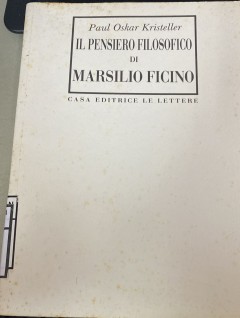 Paul Oskar Kristeller
IL PENSIERO FILOSOFICO
DI
MARSILIO FICINO
CASA EDITRICE LE LETTERE